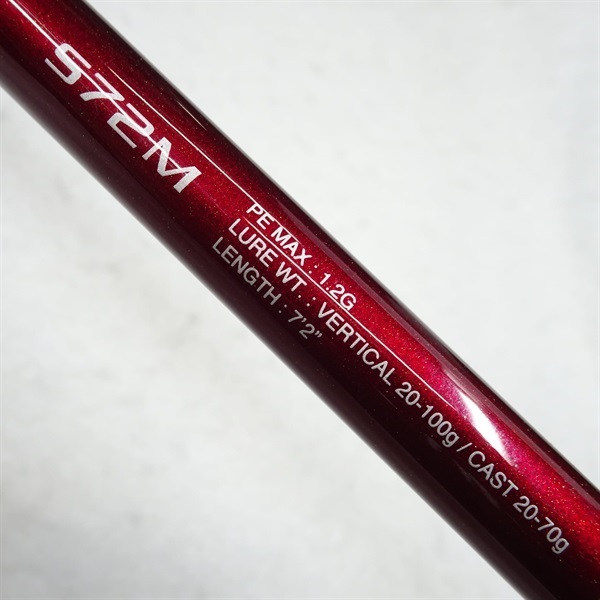 S72M
PE MAX. : 1.2G
LURE WT. : VERTICAL 20-100g / CAST 20-70g
LENGTH : 7'2"